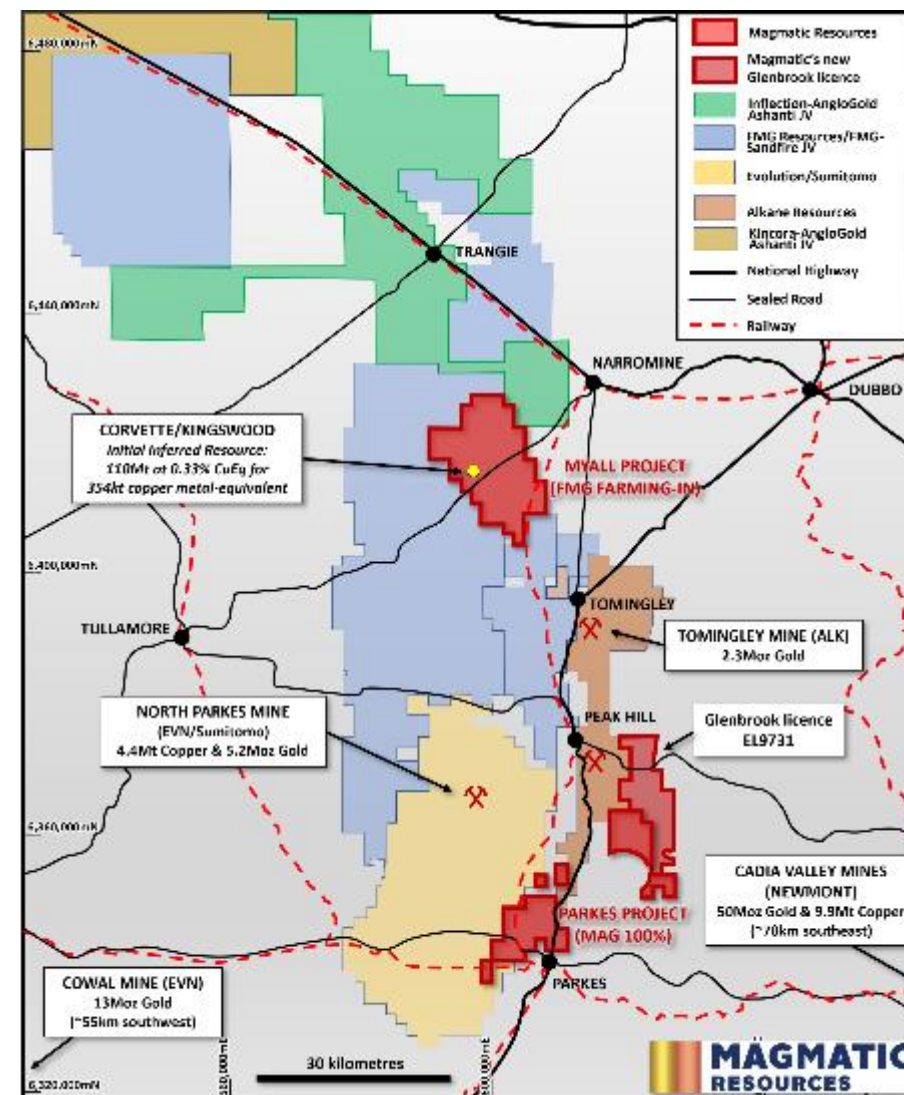 6,480,000mN
Magmatic Resources
Magmatic's new
Glenbrook licence
Inflection-AngloGold
Ashanti JV
FMG Resources/FMG-
Sandfire JV
Evolution/Sumitomo
Alkane Resources
Kincora-AngloGold
Ashanti JV
National Highway
Sealed Road
Railway
TRANGIE
6,440,000mN
NARROMINE
DUBBO
CORVETTE/KINGSWOOD
Initial Inferred Resource:
110Mt at 0.33% CuEq for
354kt copper metal-equivalent
MYALL PROJECT
(FMG FARMING-IN)
6,400,000mN
TOMINGLEY
TULLAMORE
TOMINGLEY MINE (ALK)
2.3Moz Gold
NORTH PARKES MINE
(EVN/Sumitomo)
4.4Mt Copper & 5.2Moz Gold
PEAK HILL
Glenbrook licence
EL9731
6,360,000mN
CADIA VALLEY MINES
(NEWMONT)
50Moz Gold & 9.9Mt Copper
(~70km southeast)
PARKES PROJECT
(MAG 100%)
COWAL MINE (EVN)
13Moz Gold
(~55km southwest)
PARKES
30 kilometres
6,320,000mN
MAGMATIC
RESOURCES